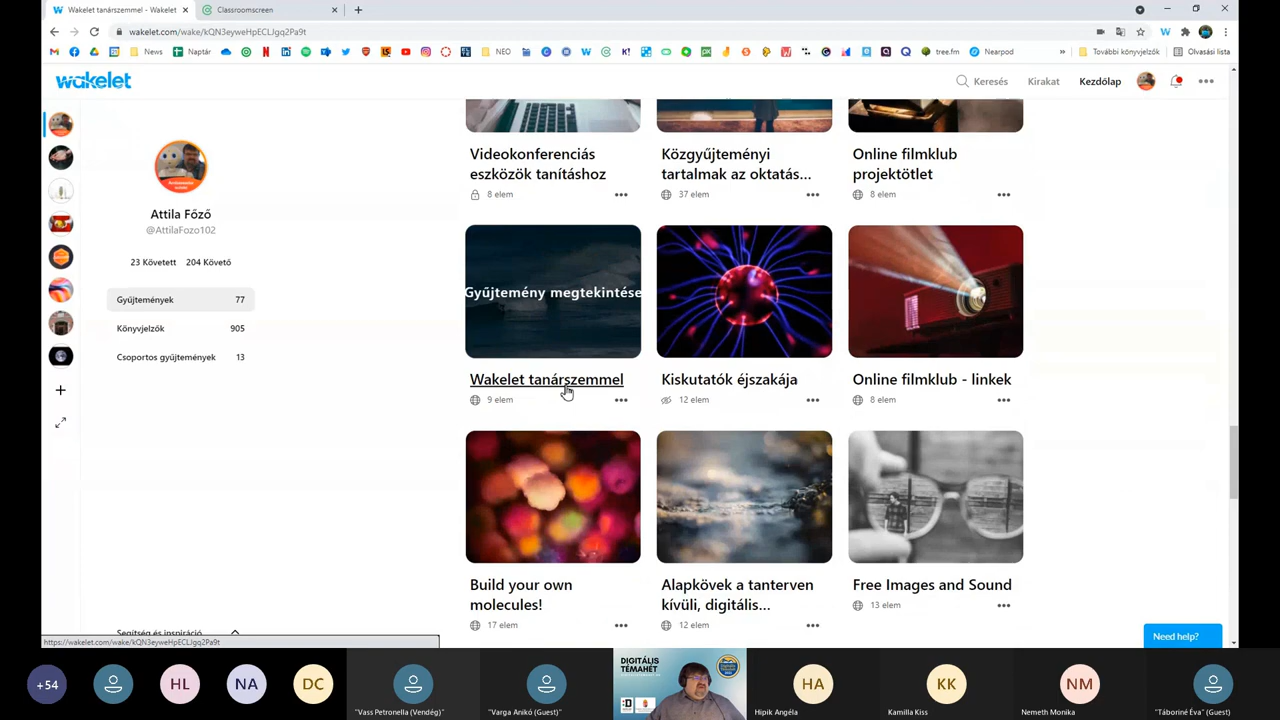 Wakelet tanárszemmel - Wakelet
Classroomscreen
wakelet.com/wake/kQN3eyweHpECLJgq2Pa9t
News
Naptár
NEO
tree.fm
Nearpod
További könyvjelzők
Olvasási lista
wakelet
Keresés
Kirakat
Kezdőlap
Attila Főző
@AttilaFozo102
23 Követett 204 Követő
Gyűjtemények 77
Könyvjelzők 905
Csoportos gyűjtemények 13
Segítség és inspiráció
Videokonferenciás
eszközök tanításhoz
8 elem
Közgyűjteményi
tartalmak az oktatás...
37 elem
Online filmklub
projektötlet
8 elem
Gyűjtemény megtekintése
Wakelet tanárszemmel
9 elem
Kiskutatók éjszakája
12 elem
Online filmklub - linkek
8 elem
Build your own
molecules!
17 elem
Alapkövek a tanterven
kívüli, digitális...
12 elem
Free Images and Sound
13 elem
Need help?
https://wakelet.com/wake/kQN3eyweHpECLJgq2Pa9t
+54
HL
NA
DC
"Vass Petronella (Vendég)"
"Varga Anikó (Guest)"
DIGITÁLIS
TÉMAHÉT
HA
Hipik Angéla
KK
Kamilla Kiss
NM
Nemeth Monika
"Táboriné Éva" (Guest)